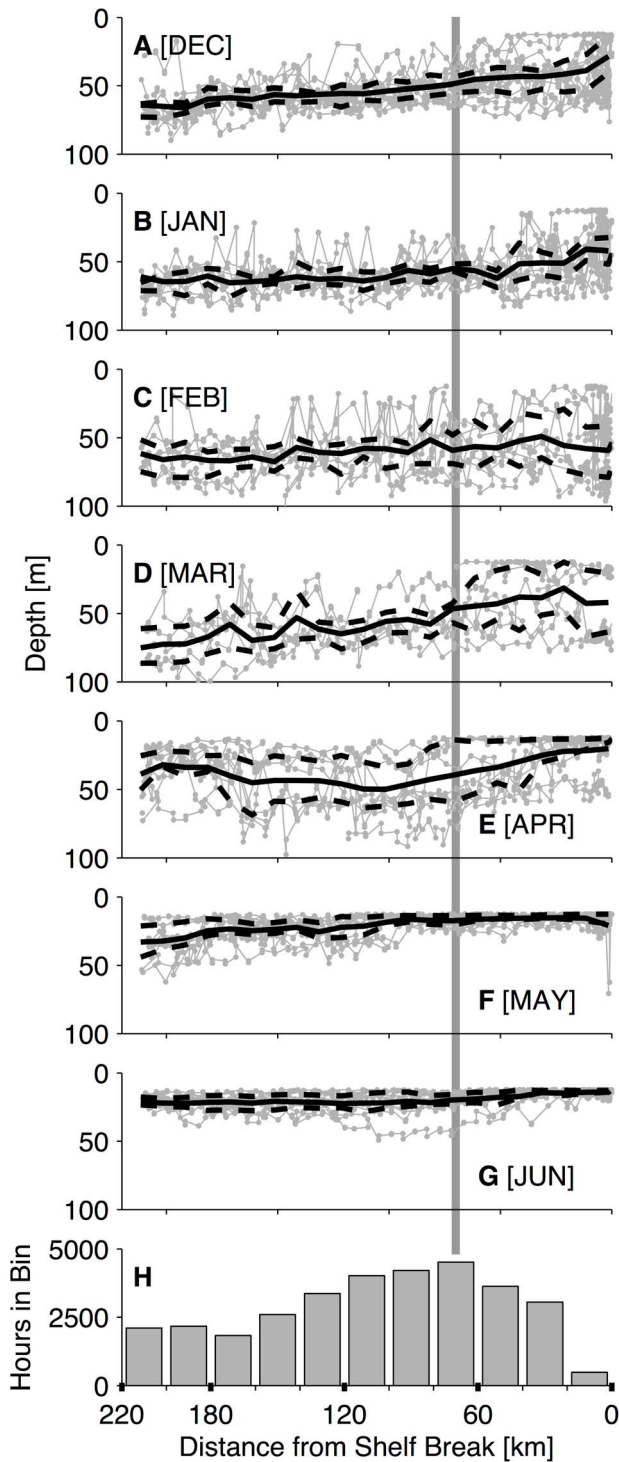 0
A [DEC]
50
100
0
B [JAN]
50
100
0
C [FEB]
50
100
0
D [MAR]
50
100
0
50
E [APR]
100
0
50
F [MAY]
100
0
50
G [JUN]
100
Depth [m]
5000
H
2500
0
Hours in Bin
220 180 120 60 0
Distance from Shelf Break [km]